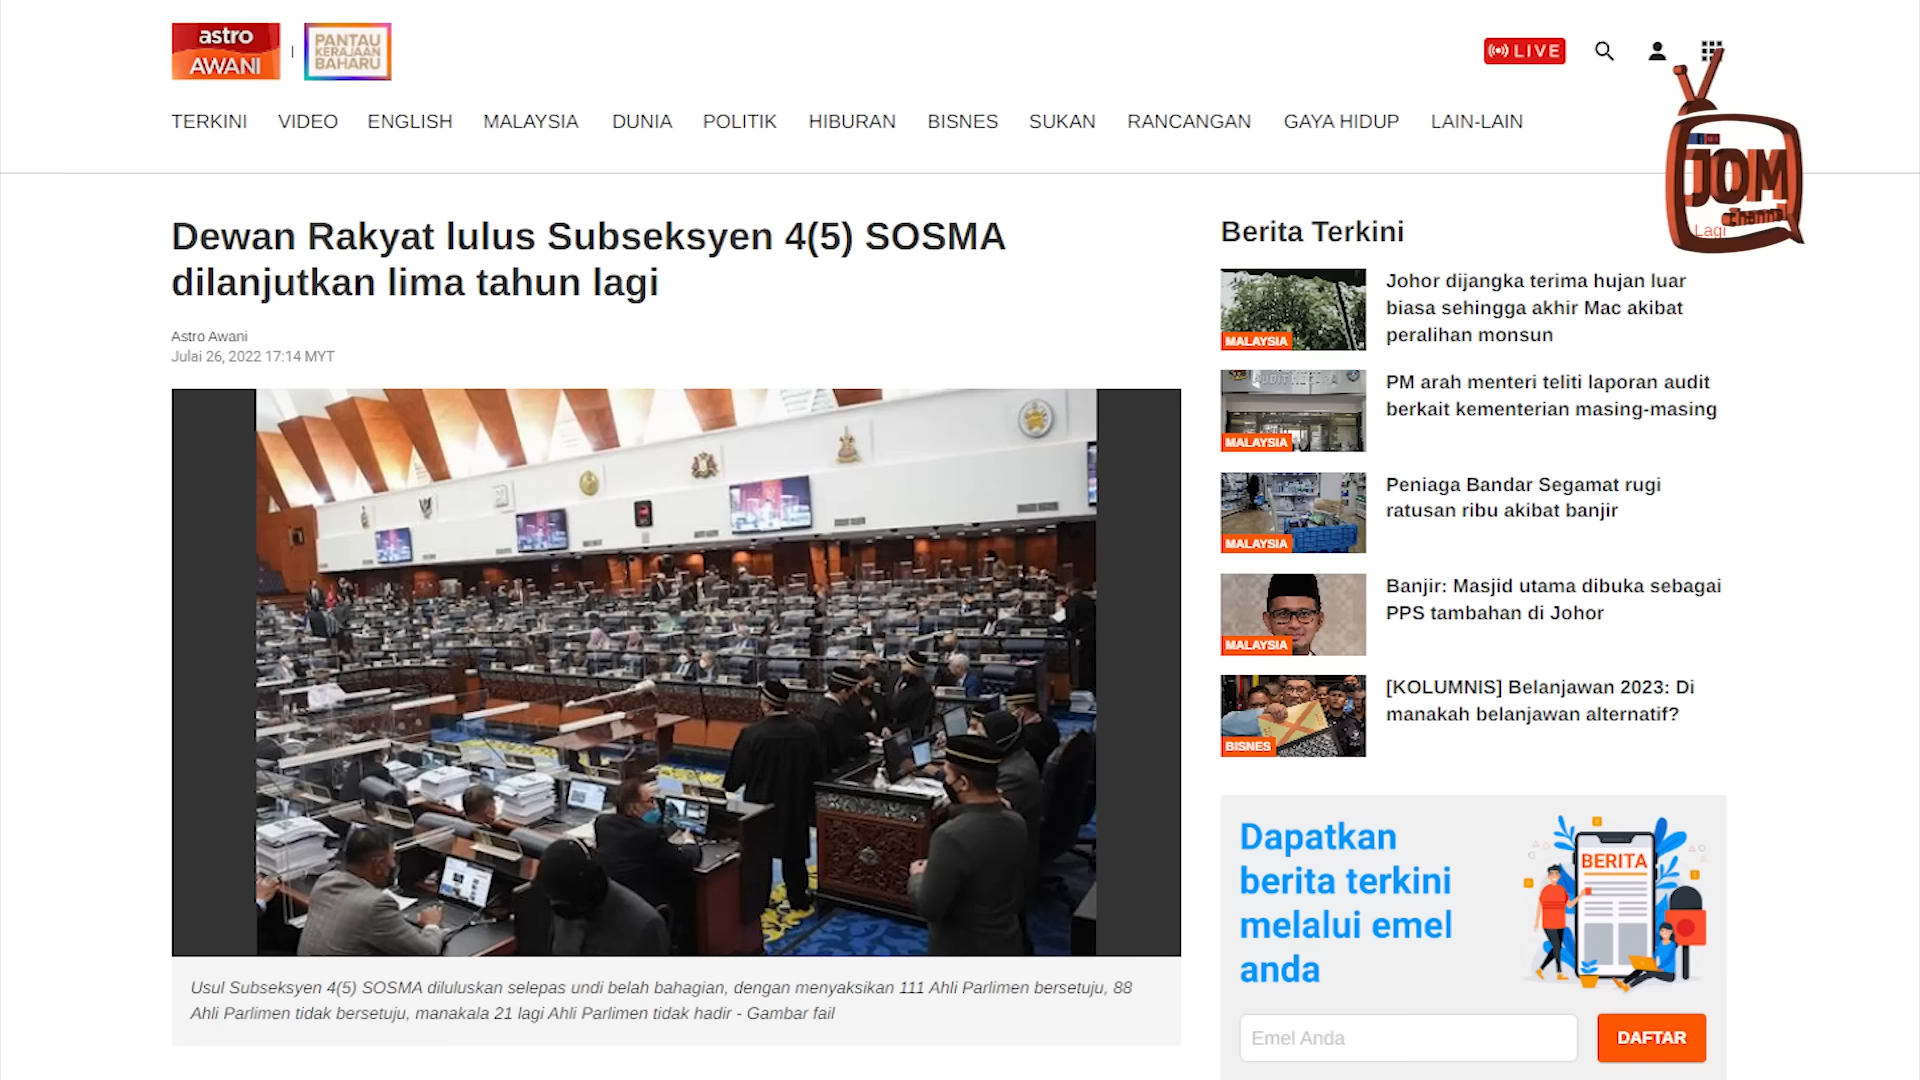 astro
AWANI
PANTAU
KERAJAAN
BAHARU
LIVE
TERKINI VIDEO ENGLISH MALAYSIA DUNIA POLITIK HIBURAN BISNES SUKAN RANCANGAN GAYA HIDUP LAIN-LAIN
JOM
channel
Lagi
Dewan Rakyat lulus Subseksyen 4(5) SOSMA
dilanjutkan lima tahun lagi
Astro Awani
Julai 26, 2022 17:14 MYT
Usul Subseksyen 4(5) SOSMA diluluskan selepas undi belah bahagian, dengan menyaksikan 111 Ahli Parlimen bersetuju, 88
Ahli Parlimen tidak bersetuju, manakala 21 lagi Ahli Parlimen tidak hadir - Gambar fail
Berita Terkini
MALAYSIA
Johor dijangka terima hujan luar
biasa sehingga akhir Mac akibat
peralihan monsun
MALAYSIA
PM arah menteri teliti laporan audit
berkait kementerian masing-masing
MALAYSIA
Peniaga Bandar Segamat rugi
ratusan ribu akibat banjir
MALAYSIA
Banjir: Masjid utama dibuka sebagai
PPS tambahan di Johor
BISNES
[KOLUMNIS] Belanjawan 2023: Di
manakah belanjawan alternatif?
Dapatkan
berita terkini
melalui emel
anda
BERITA
Emel Anda
DAFTAR